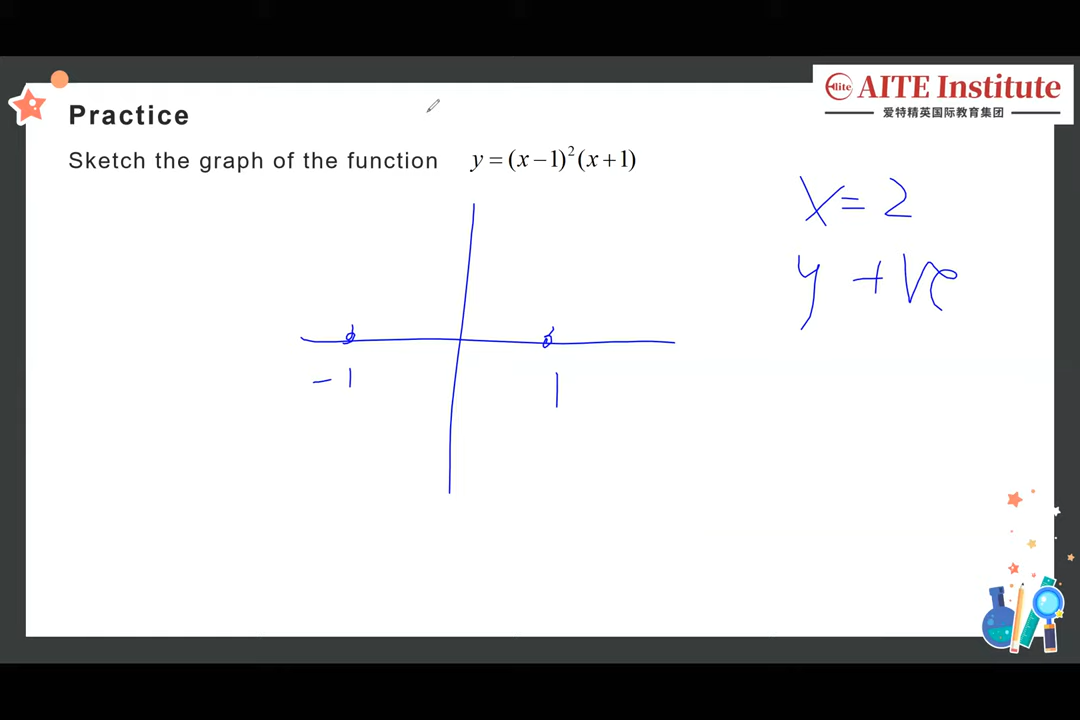 elite AITE Institute
爱特精英国际教育集团
Practice
Sketch the graph of the function y=(x−1)²(x+1)
x = 2
y +ve
−1 1